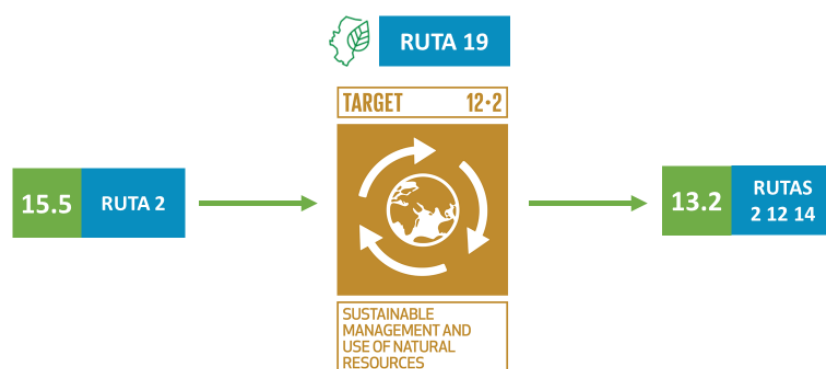 RUTA 19
TARGET 12·2
15.5 RUTA 2
13.2 RUTAS
2 12 14
SUSTAINABLE
MANAGEMENT AND
USE OF NATURAL
RESOURCES